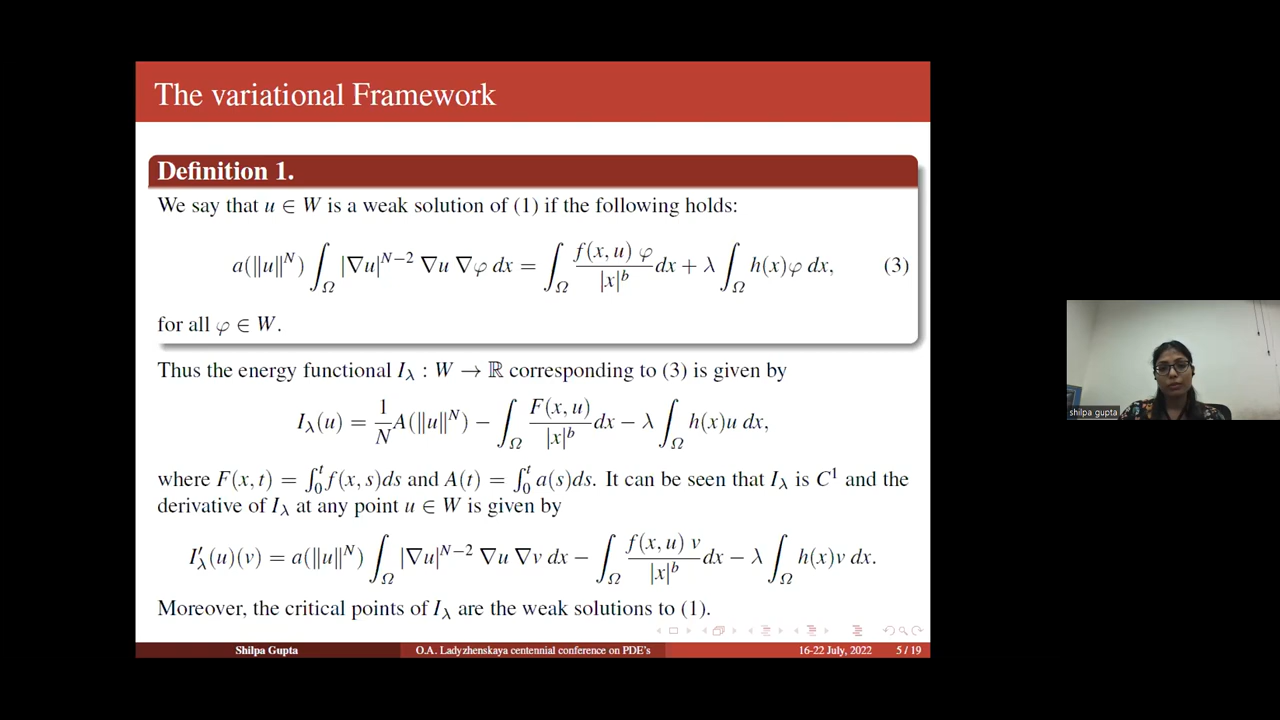 The variational Framework
Definition 1.
We say that u ∈ W is a weak solution of (1) if the following holds:
a(‖u‖^N) ∫_Ω |∇u|^{N−2} ∇u ∇φ dx = ∫_Ω f(x, u) φ / |x|^b dx + λ ∫_Ω h(x)φ dx, (3)
for all φ ∈ W.
Thus the energy functional I_λ : W → ℝ corresponding to (3) is given by
I_λ(u) = 1/N A(‖u‖^N) − ∫_Ω F(x, u) / |x|^b dx − λ ∫_Ω h(x)u dx,
where F(x, t) = ∫_0^t f(x, s)ds and A(t) = ∫_0^t a(s)ds. It can be seen that I_λ is C^1 and the
derivative of I_λ at any point u ∈ W is given by
I′_λ(u)(v) = a(‖u‖^N) ∫_Ω |∇u|^{N−2} ∇u ∇v dx − ∫_Ω f(x, u) v / |x|^b dx − λ ∫_Ω h(x)v dx.
Moreover, the critical points of I_λ are the weak solutions to (1).
Shilpa Gupta O.A. Ladyzhenskaya centennial conference on PDE's 16-22 July, 2022 5 / 19
shilpa gupta